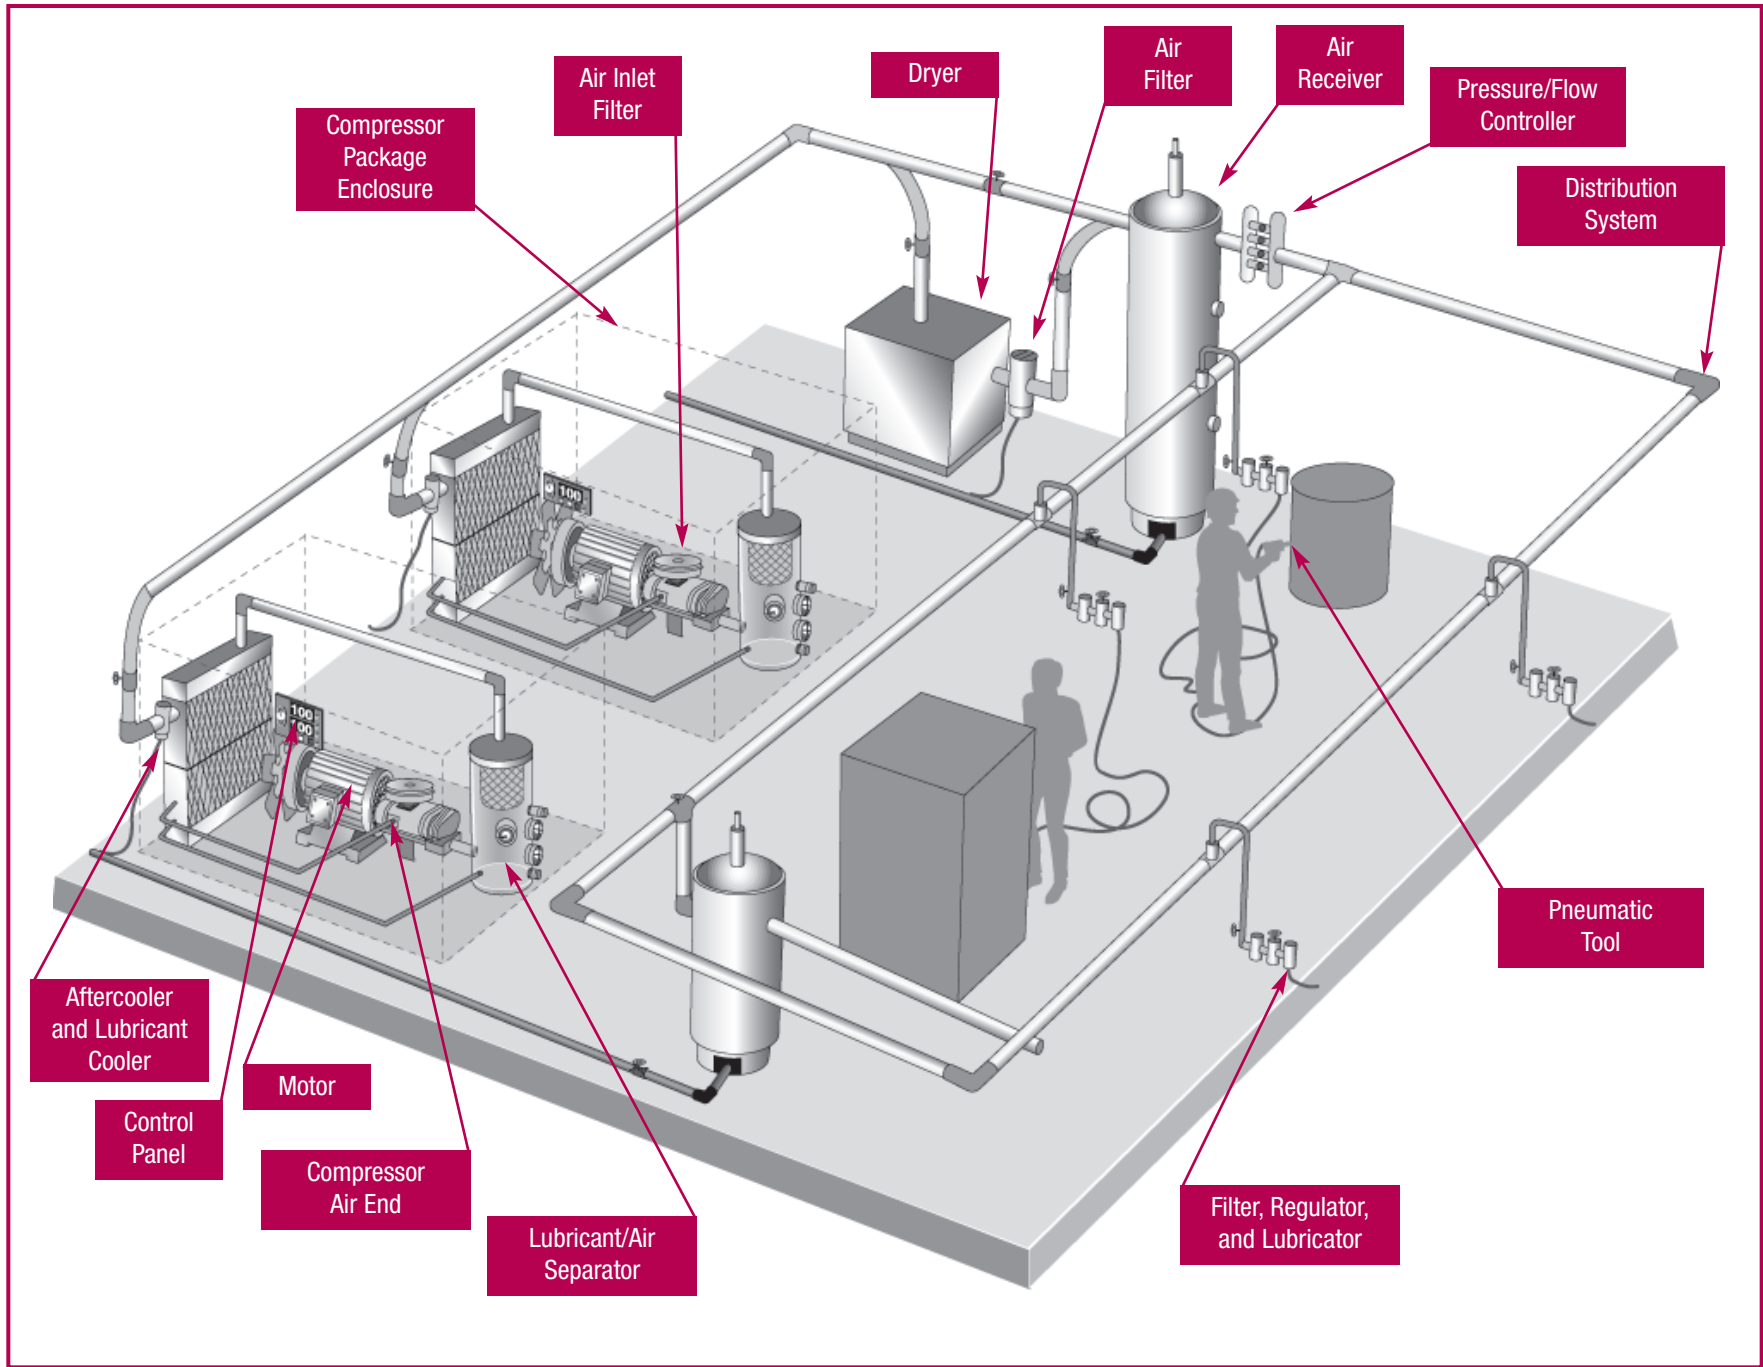 Air Inlet
Filter
Dryer
Air
Filter
Air
Receiver
Pressure/Flow
Controller
Compressor
Package
Enclosure
Distribution
System
100
100
100
Pneumatic
Tool
Aftercooler
and Lubricant
Cooler
Motor
Control
Panel
Compressor
Air End
Lubricant/Air
Separator
Filter, Regulator,
and Lubricator